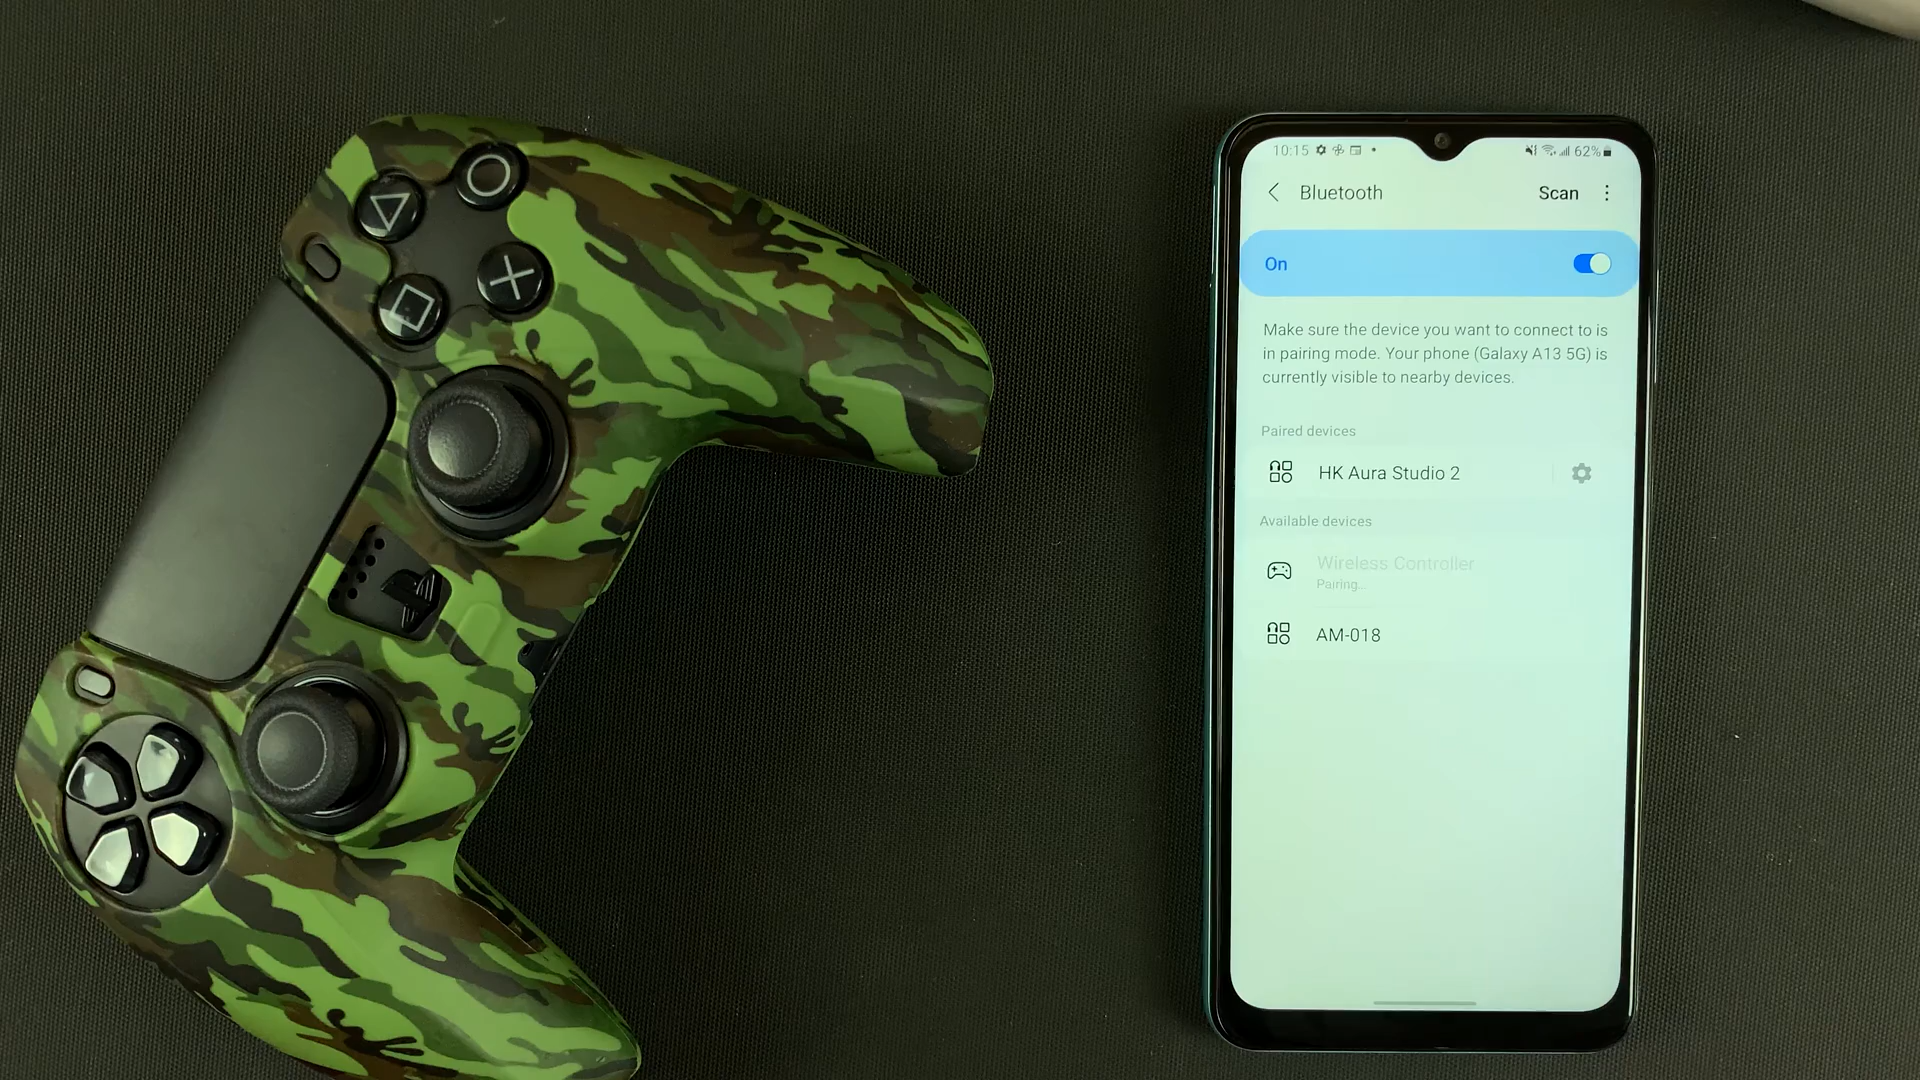 10:15 62%
Bluetooth Scan
On
Make sure the device you want to connect to is
in pairing mode. Your phone (Galaxy A13 5G) is
currently visible to nearby devices.
Paired devices
HK Aura Studio 2
Available devices
Wireless Controller
Pairing...
AM-018